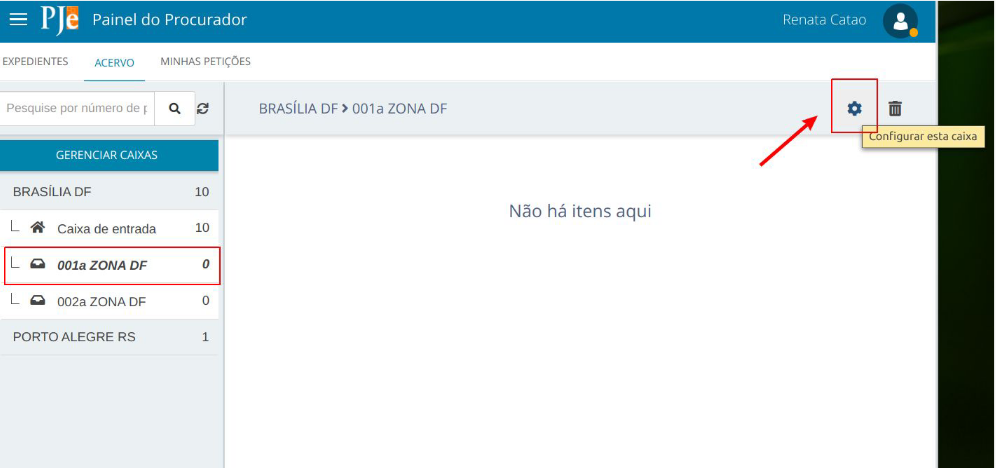 PJe Painel do Procurador Renata Catao
EXPEDIENTES ACERVO MINHAS PETIÇÕES
Pesquise por número de p
BRASÍLIA DF 001a ZONA DF
Configurar esta caixa
GERENCIAR CAIXAS
BRASÍLIA DF 10
Caixa de entrada 10
001a ZONA DF 0
002a ZONA DF 0
PORTO ALEGRE RS 1
Não há itens aqui